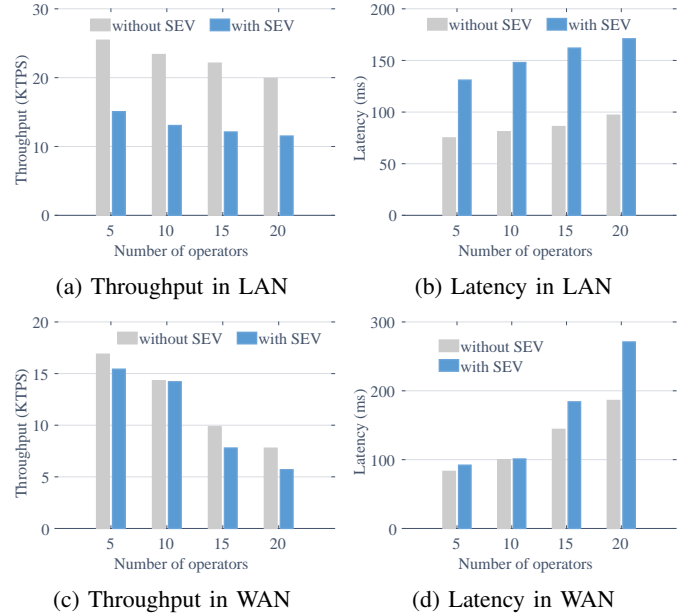 30
20
10
0
Throughput (KTPS)
without SEV with SEV
5 10 15 20
Number of operators
(a) Throughput in LAN
200
150
100
50
0
Latency (ms)
without SEV with SEV
5 10 15 20
Number of operators
(b) Latency in LAN
20
15
10
5
0
Throughput (KTPS)
without SEV with SEV
5 10 15 20
Number of operators
(c) Throughput in WAN
300
200
100
0
Latency (ms)
without SEV
with SEV
5 10 15 20
Number of operators
(d) Latency in WAN